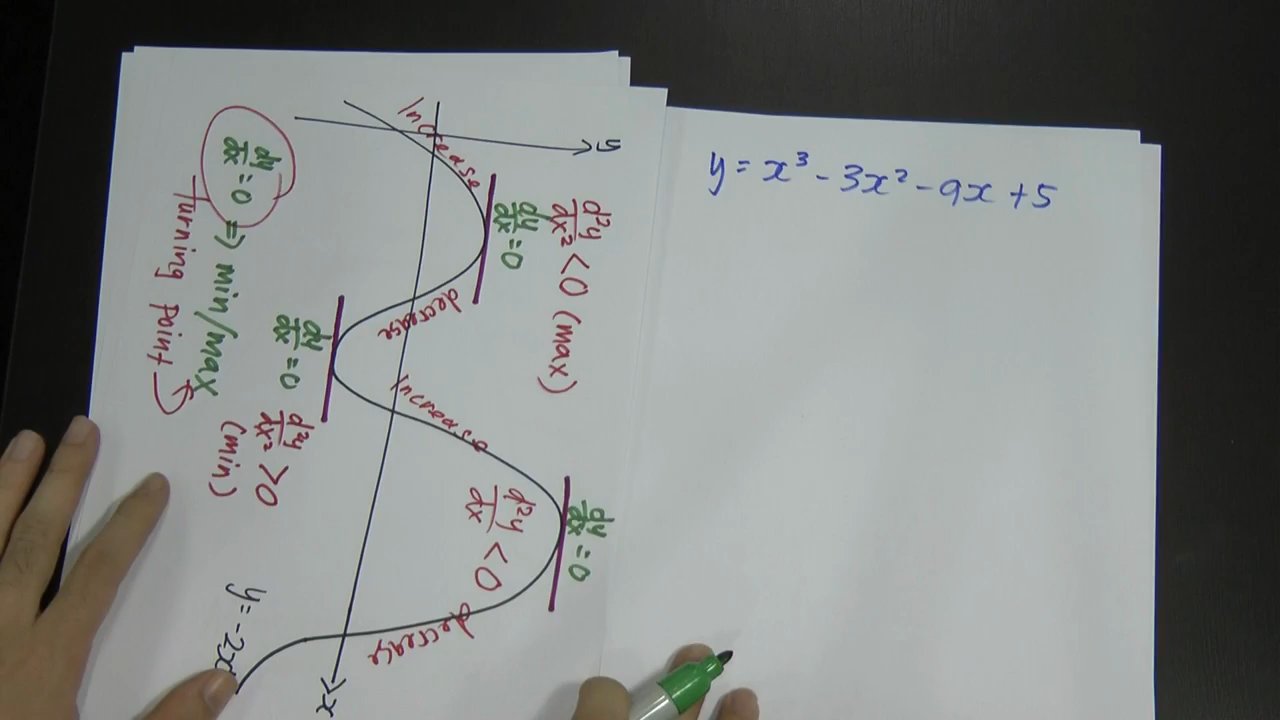 y = x³ - 3x² - 9x + 5
y
Increase
d²y/dx² < 0 (max)
dy/dx = 0
decrease
dy/dx = 0
d²y/dx² > 0
(min)
Increase
dy/dx = 0
d²y/dx < 0
decrease
x
dy/dx = 0 ⇒ min/max
Turning Point